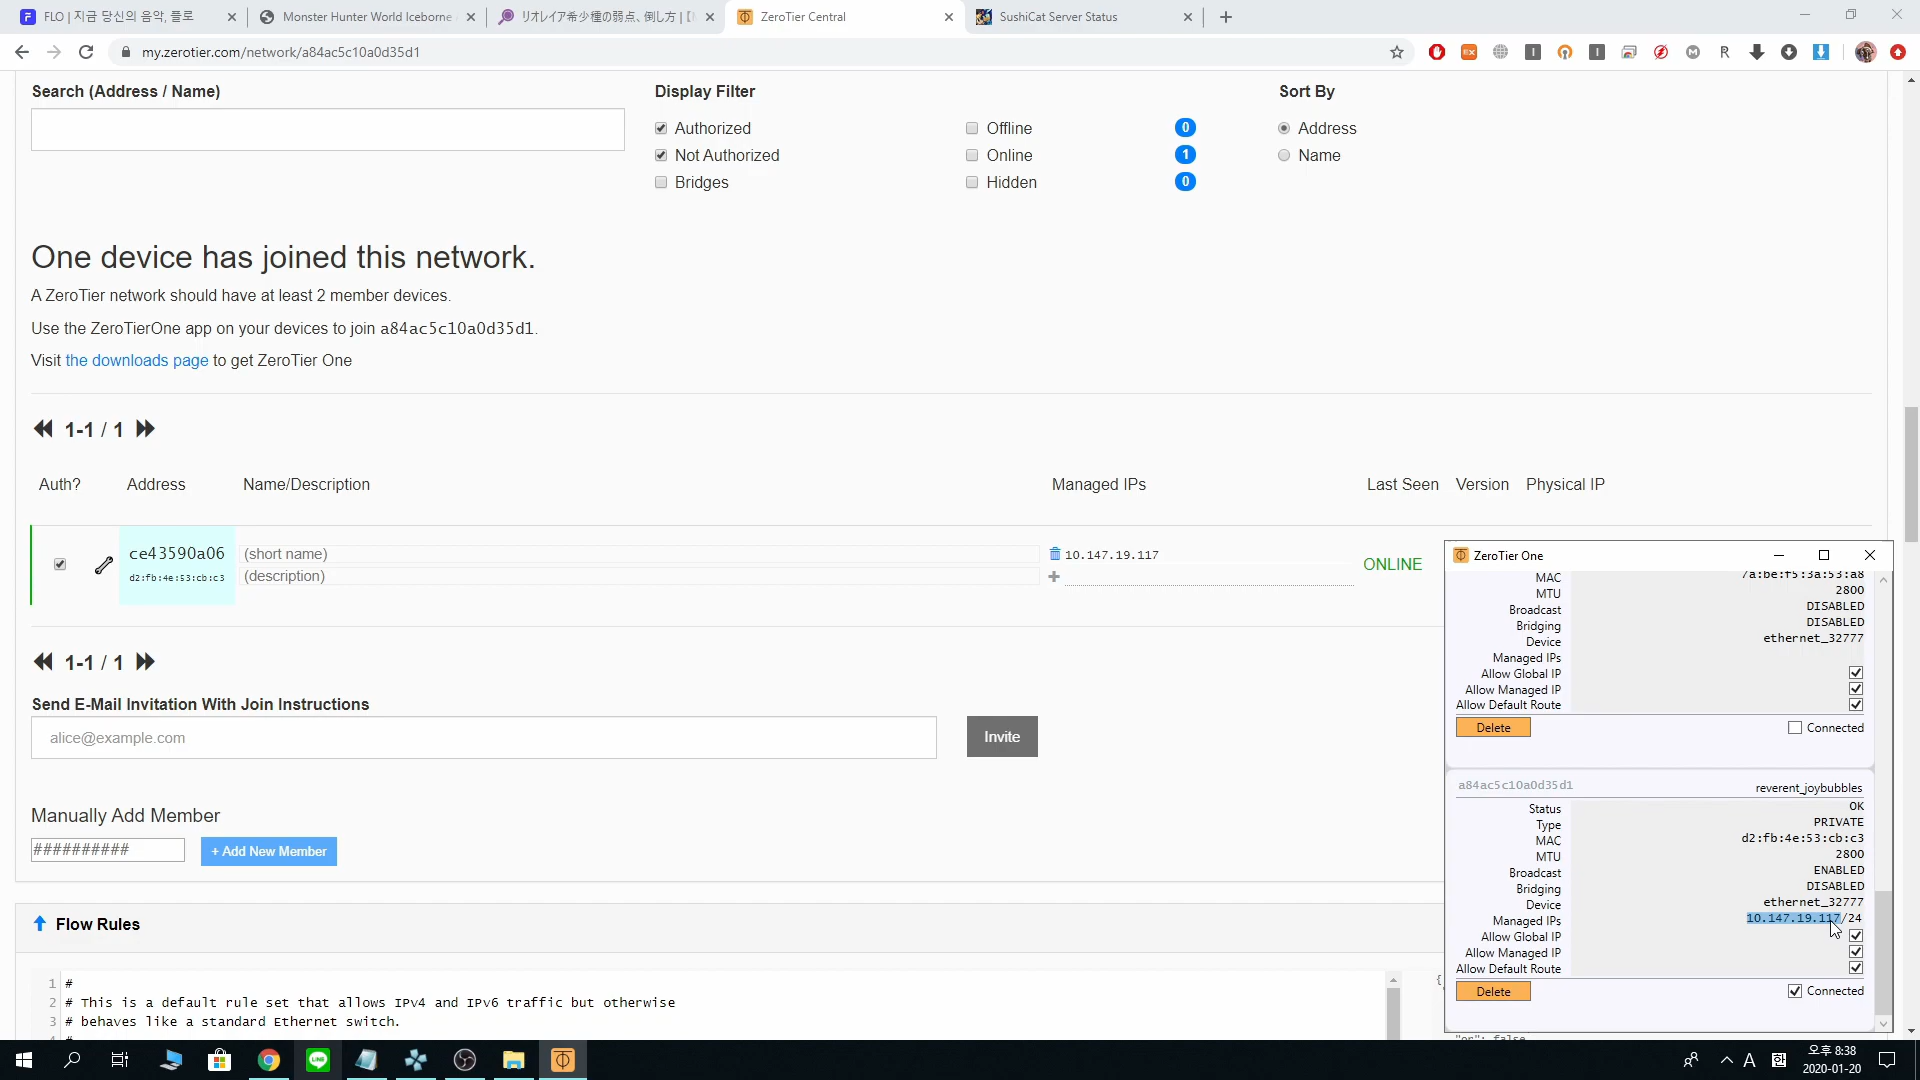 FLO | 지금 당신의 음악, 플로
Monster Hunter World Iceborne
リオレイア希少種の弱点、倒し方 | 【
ZeroTier Central
SushiCat Server Status
my.zerotier.com/network/a84ac5c10a0d35d1
Search (Address / Name)
Display Filter
Sort By
Authorized
Offline
0
Address
Not Authorized
Online
1
Name
Bridges
Hidden
0
One device has joined this network.
A ZeroTier network should have at least 2 member devices.
Use the ZeroTierOne app on your devices to join a84ac5c10a0d35d1.
Visit the downloads page to get ZeroTier One
1-1 / 1
Auth? Address Name/Description Managed IPs Last Seen Version Physical IP
ce43590a06
d2:fb:4e:53:cb:c3
(short name)
(description)
10.147.19.117
ONLINE
1-1 / 1
Send E-Mail Invitation With Join Instructions
alice@example.com
Invite
Manually Add Member
##########
+ Add New Member
Flow Rules
1 #
2 # This is a default rule set that allows IPv4 and IPv6 traffic but otherwise
3 # behaves like a standard Ethernet switch.
4 #
{
"or": false
ZeroTier One
MAC 7a:be:f5:3a:53:a8
MTU 2800
Broadcast DISABLED
Bridging DISABLED
Device ethernet_32777
Managed IPs
Allow Global IP
Allow Managed IP
Allow Default Route
Delete Connected
a84ac5c10a0d35d1 reverent_joybubbles
Status OK
Type PRIVATE
MAC d2:fb:4e:53:cb:c3
MTU 2800
Broadcast ENABLED
Bridging DISABLED
Device ethernet_32777
Managed IPs 10.147.19.117/24
Allow Global IP
Allow Managed IP
Allow Default Route
Delete Connected
LINE
A
한
오후 8:38
2020-01-20